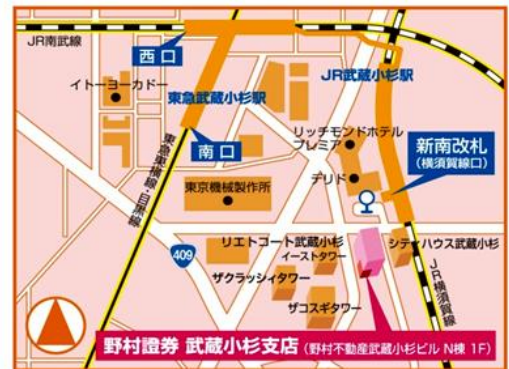 JR南武線
西口
イトーヨーカドー
東急武蔵小杉駅
JR武蔵小杉駅
リッチモンドホテル
プレミア
新南改札
(横須賀線口)
南口
デリド
東京機械製作所
東急東横線・目黒線
409
リエトコート武蔵小杉
イーストタワー
シティハウス武蔵小杉
ザクラッシィタワー
ザコスギタワー
JR横須賀線
野村證券 武蔵小杉支店 (野村不動産武蔵小杉ビル N棟 1F)